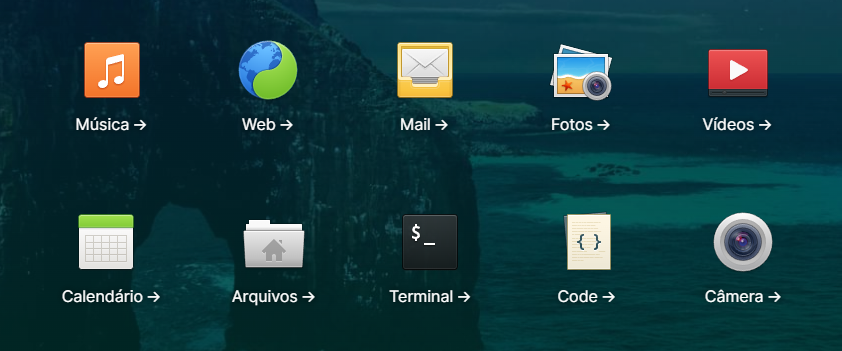 Música →
Web →
Mail →
Fotos →
Vídeos →
$_
{ }
Calendário →
Arquivos →
Terminal →
Code →
Câmera →